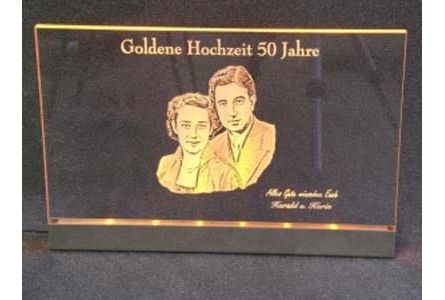 Goldene Hochzeit 50 Jahre
Alles Gute wünschen Euch
Harald u. Karin